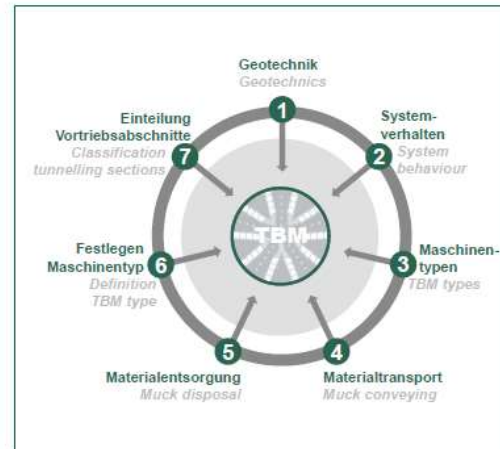 Geotechnik
Geotechnics
1
System-
verhalten
System
behaviour
2
Maschinen-
typen
TBM types
3
Materialtransport
Muck conveying
4
Materialentsorgung
Muck disposal
5
Festlegen
Maschinentyp
Definition
TBM type
6
Einteilung
Vortriebsabschnitte
Classification
tunnelling sections
7
TBM